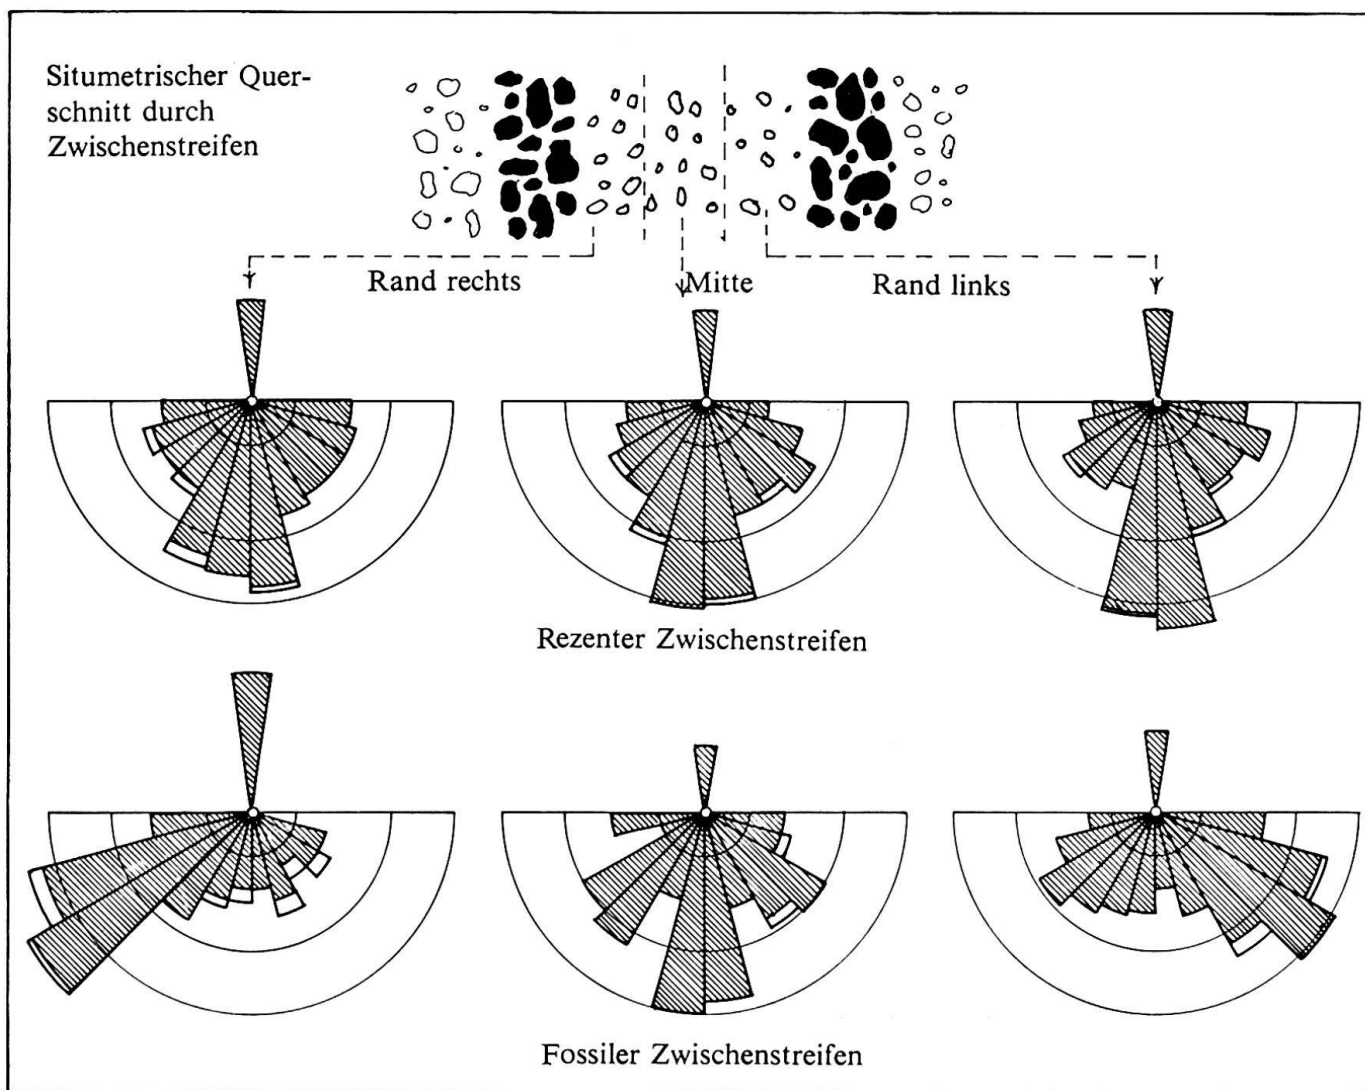 Situmetrischer Quer-
schnitt durch
Zwischenstreifen
Rand rechts
Mitte
Rand links
Rezenter Zwischenstreifen
Fossiler Zwischenstreifen